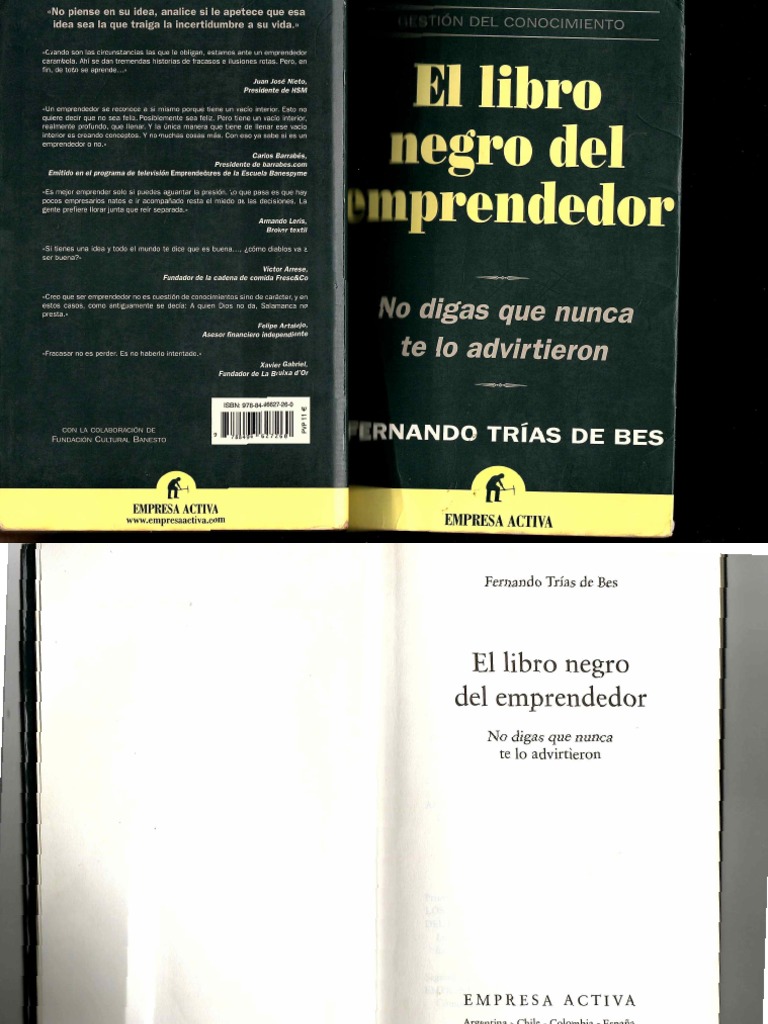 «No piense en su idea, analice si le apetece que esa
idea sea la que traiga la incertidumbre a su vida.»
«Cuando son las circunstancias las que le obligan, estamos ante un emprendedor
carambola. Ahí se dan tremendas historias de fracasos e ilusiones rotas. Pero, en
fin, de todo se aprende...»
Juan José Nieto,
Presidente de HSM
«Un emprendedor se reconoce a sí mismo porque tiene un vacío interior. Esto no
quiere decir que no sea feliz. Posiblemente sea feliz. Pero tiene un vacío interior,
realmente profundo, que llenar. Y la única manera que tiene de llenar ese vacío
interior es creando conceptos. Y no muchas cosas más. Con eso ya sabe si es un
emprendedor o no.»
Carlos Barrabés,
Presidente de barrabes.com
Emitido en el programa de televisión Emprendedores de la Escuela Banespyme
«Es mejor emprender solo si puedes aguantar la presión. Lo que pasa es que hay
pocos empresarios natos e ir acompañado resta el miedo de las decisiones. La
gente prefiere llorar junta que reír separada.»
Armando Leris,
Broker textil
«Si tienes una idea y todo el mundo te dice que es buena..., ¿cómo diablos va a
ser buena?»
Víctor Arrese,
Fundador de la cadena de comida Fresc&Co
«Creo que ser emprendedor no es cuestión de conocimientos sino de carácter, y en
estos casos, como antiguamente se decía: A quien Dios no da, Salamanca no
presta.»
Felipe Artalejo,
Asesor financiero independiente
«Fracasar no es perder. Es no haberlo intentado.»
Xavier Gabriel,
Fundador de La Bruixa d'Or
CON LA COLABORACIÓN DE
FUNDACIÓN CULTURAL BANESTO
PVP 11 €
EMPRESA ACTIVA
www.empresaactiva.com
GESTIÓN DEL CONOCIMIENTO
El libro
negro del
emprendedor
No digas que nunca
te lo advirtieron
FERNANDO TRÍAS DE BES
EMPRESA ACTIVA
Fernando Trías de Bes
El libro negro
del emprendedor
No digas que nunca
te lo advirtieron
EMPRESA ACTIVA
Argentina - Chile - Colombia - España